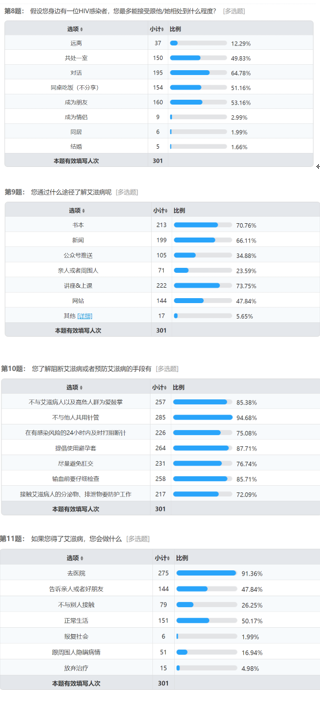 第8题： 假设您身边有一位HIV感染者，您最多能接受跟他/她相处到什么程度? [多选题]
选项 小计 比例
远离 37 12.29%
共处一室 150 49.83%
对话 195 64.78%
同桌吃饭（不分享） 154 51.16%
成为朋友 160 53.16%
成为情侣 9 2.99%
同居 6 1.99%
结婚 5 1.66%
本题有效填写人次 301
第9题： 您通过什么途径了解艾滋病呢 [多选题]
选项 小计 比例
书本 213 70.76%
新闻 199 66.11%
公众号推送 105 34.88%
亲人或者周围人 71 23.59%
讲座&上课 222 73.75%
网站 144 47.84%
其他 [详细] 17 5.65%
本题有效填写人次 301
第10题： 您了解阻断艾滋病或者预防艾滋病的手段有 [多选题]
选项 小计 比例
不与艾滋病人以及高危人群为爱鼓掌 257 85.38%
不与他人共用针管 285 94.68%
在有感染风险的24小时内及时打阻断针 226 75.08%
提倡使用避孕套 264 87.71%
尽量避免肛交 231 76.74%
输血前要仔细检查 258 85.71%
接触艾滋病人的分泌物、排泄物要防护工作 217 72.09%
本题有效填写人次 301
第11题： 如果您得了艾滋病，您会做什么 [多选题]
选项 小计 比例
去医院 275 91.36%
告诉亲人或者好朋友 144 47.84%
不与别人接触 79 26.25%
正常生活 151 50.17%
报复社会 6 1.99%
跟周围人隐瞒病情 51 16.94%
放弃治疗 15 4.98%
本题有效填写人次 301